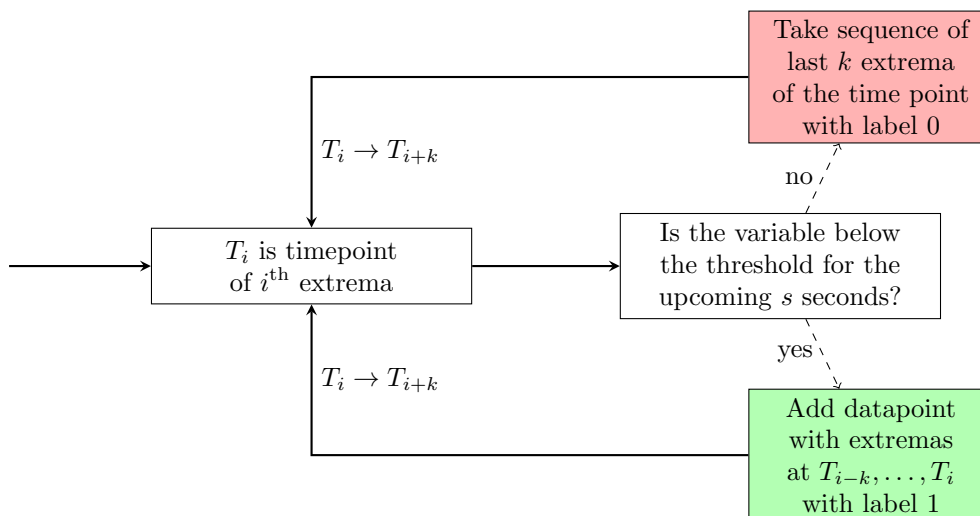 Take sequence of
last k extrema
of the time point
with label 0
T_i → T_{i+k}
no
T_i is timepoint
of i^th extrema
Is the variable below
the threshold for the
upcoming s seconds?
yes
T_i → T_{i+k}
Add datapoint
with extremas
at T_{i−k}, . . . , T_i
with label 1